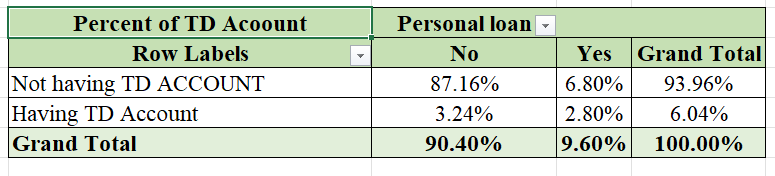 Percent of TD Acoount Personal loan
Row Labels No Yes Grand Total
Not having TD ACCOUNT 87.16% 6.80% 93.96%
Having TD Account 3.24% 2.80% 6.04%
Grand Total 90.40% 9.60% 100.00%